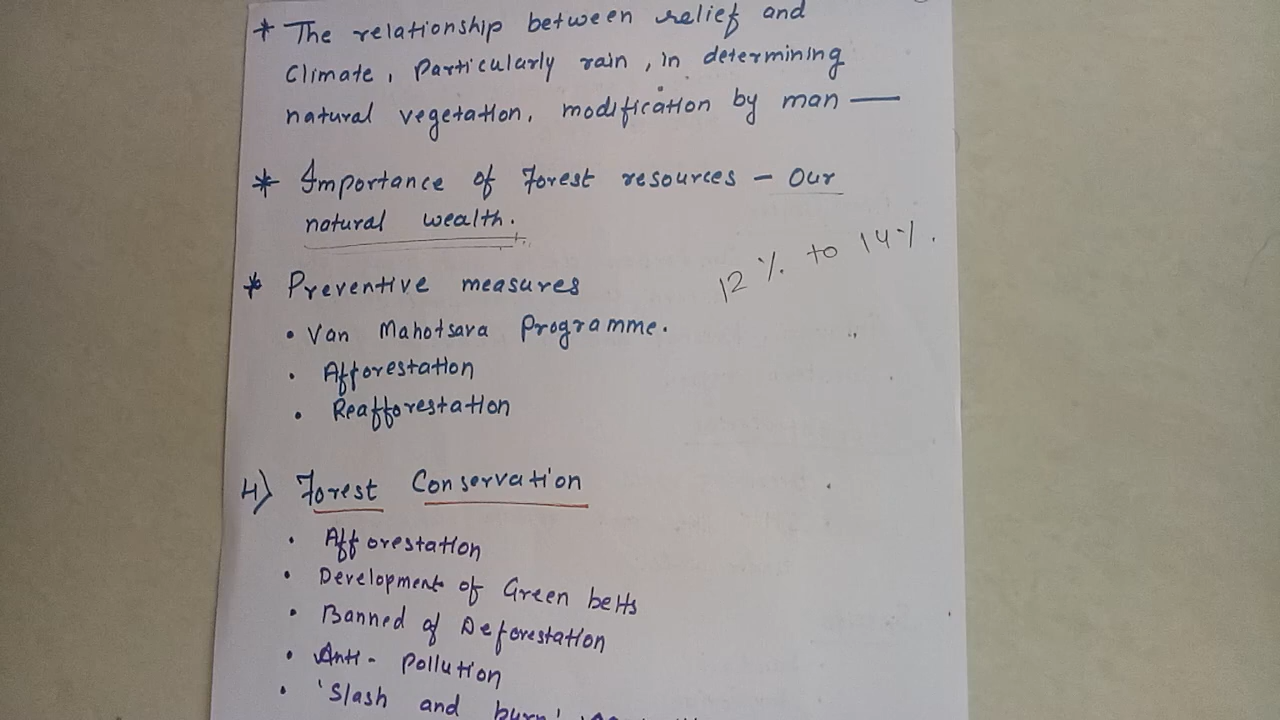 * The relationship between relief and
Climate, Particularly rain, in determining
natural vegetation, modification by man —
* Importance of Forest resources - Our
natural wealth.
12 % to 14 %.
* Preventive measures
• Van Mahotsava Programme.
• Afforestation
• Reafforestation
4) Forest Conservation
• Afforestation
• Development of Green belts
• Banned of Deforestation
• Anti-pollution
• 'Slash and burn'